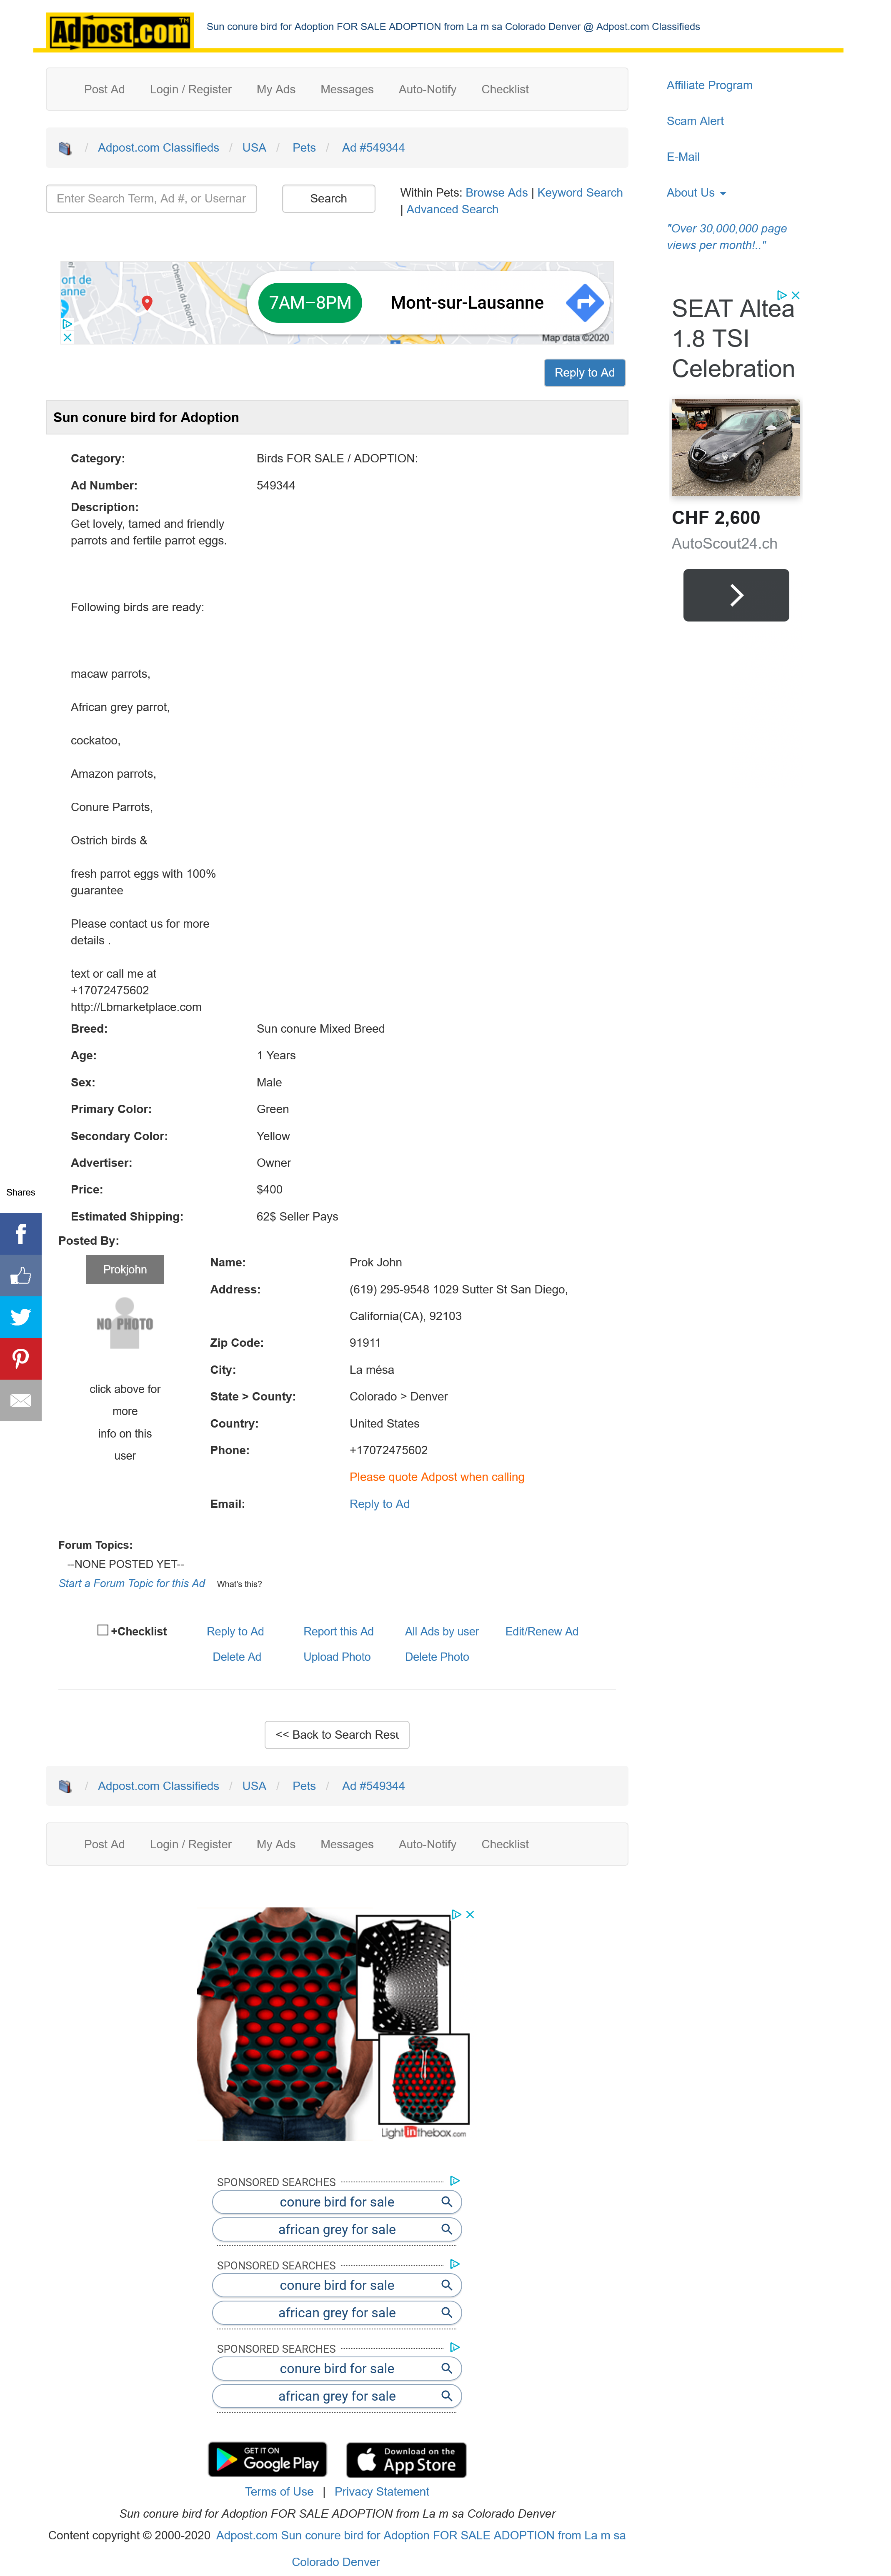 Adpost.com TM
Sun conure bird for Adoption FOR SALE ADOPTION from La m sa Colorado Denver @ Adpost.com Classifieds
Post Ad Login / Register My Ads Messages Auto-Notify Checklist
Affiliate Program
Scam Alert
E-Mail
About Us
"Over 30,000,000 page
views per month!.."
/ Adpost.com Classifieds / USA / Pets / Ad #549344
Enter Search Term, Ad #, or Usernar
Search
Within Pets: Browse Ads | Keyword Search
| Advanced Search
ort de
anne
Chemin du Rionzi
7AM–8PM
Mont-sur-Lausanne
Map data ©2020
SEAT Altea
1.8 TSI
Celebration
CHF 2,600
AutoScout24.ch
Reply to Ad
Sun conure bird for Adoption
Category: Birds FOR SALE / ADOPTION:
Ad Number: 549344
Description:
Get lovely, tamed and friendly
parrots and fertile parrot eggs.
Following birds are ready:
macaw parrots,
African grey parrot,
cockatoo,
Amazon parrots,
Conure Parrots,
Ostrich birds &
fresh parrot eggs with 100%
guarantee
Please contact us for more
details .
text or call me at
+17072475602
http://Lbmarketplace.com
Breed: Sun conure Mixed Breed
Age: 1 Years
Sex: Male
Primary Color: Green
Secondary Color: Yellow
Advertiser: Owner
Price: $400
Estimated Shipping: 62$ Seller Pays
Shares
Posted By:
Prokjohn
NO PHOTO
click above for
more
info on this
user
Name: Prok John
Address: (619) 295-9548 1029 Sutter St San Diego,
California(CA), 92103
Zip Code: 91911
City: La mésa
State > County: Colorado > Denver
Country: United States
Phone: +17072475602
Please quote Adpost when calling
Email: Reply to Ad
Forum Topics:
--NONE POSTED YET--
Start a Forum Topic for this Ad What's this?
+Checklist Reply to Ad Report this Ad All Ads by user Edit/Renew Ad
Delete Ad Upload Photo Delete Photo
<< Back to Search Resu
/ Adpost.com Classifieds / USA / Pets / Ad #549344
Post Ad Login / Register My Ads Messages Auto-Notify Checklist
Lightinthebox.com
SPONSORED SEARCHES
conure bird for sale
african grey for sale
SPONSORED SEARCHES
conure bird for sale
african grey for sale
SPONSORED SEARCHES
conure bird for sale
african grey for sale
GET IT ON
Google Play
Download on the
App Store
Terms of Use | Privacy Statement
Sun conure bird for Adoption FOR SALE ADOPTION from La m sa Colorado Denver
Content copyright © 2000-2020 Adpost.com Sun conure bird for Adoption FOR SALE ADOPTION from La m sa
Colorado Denver